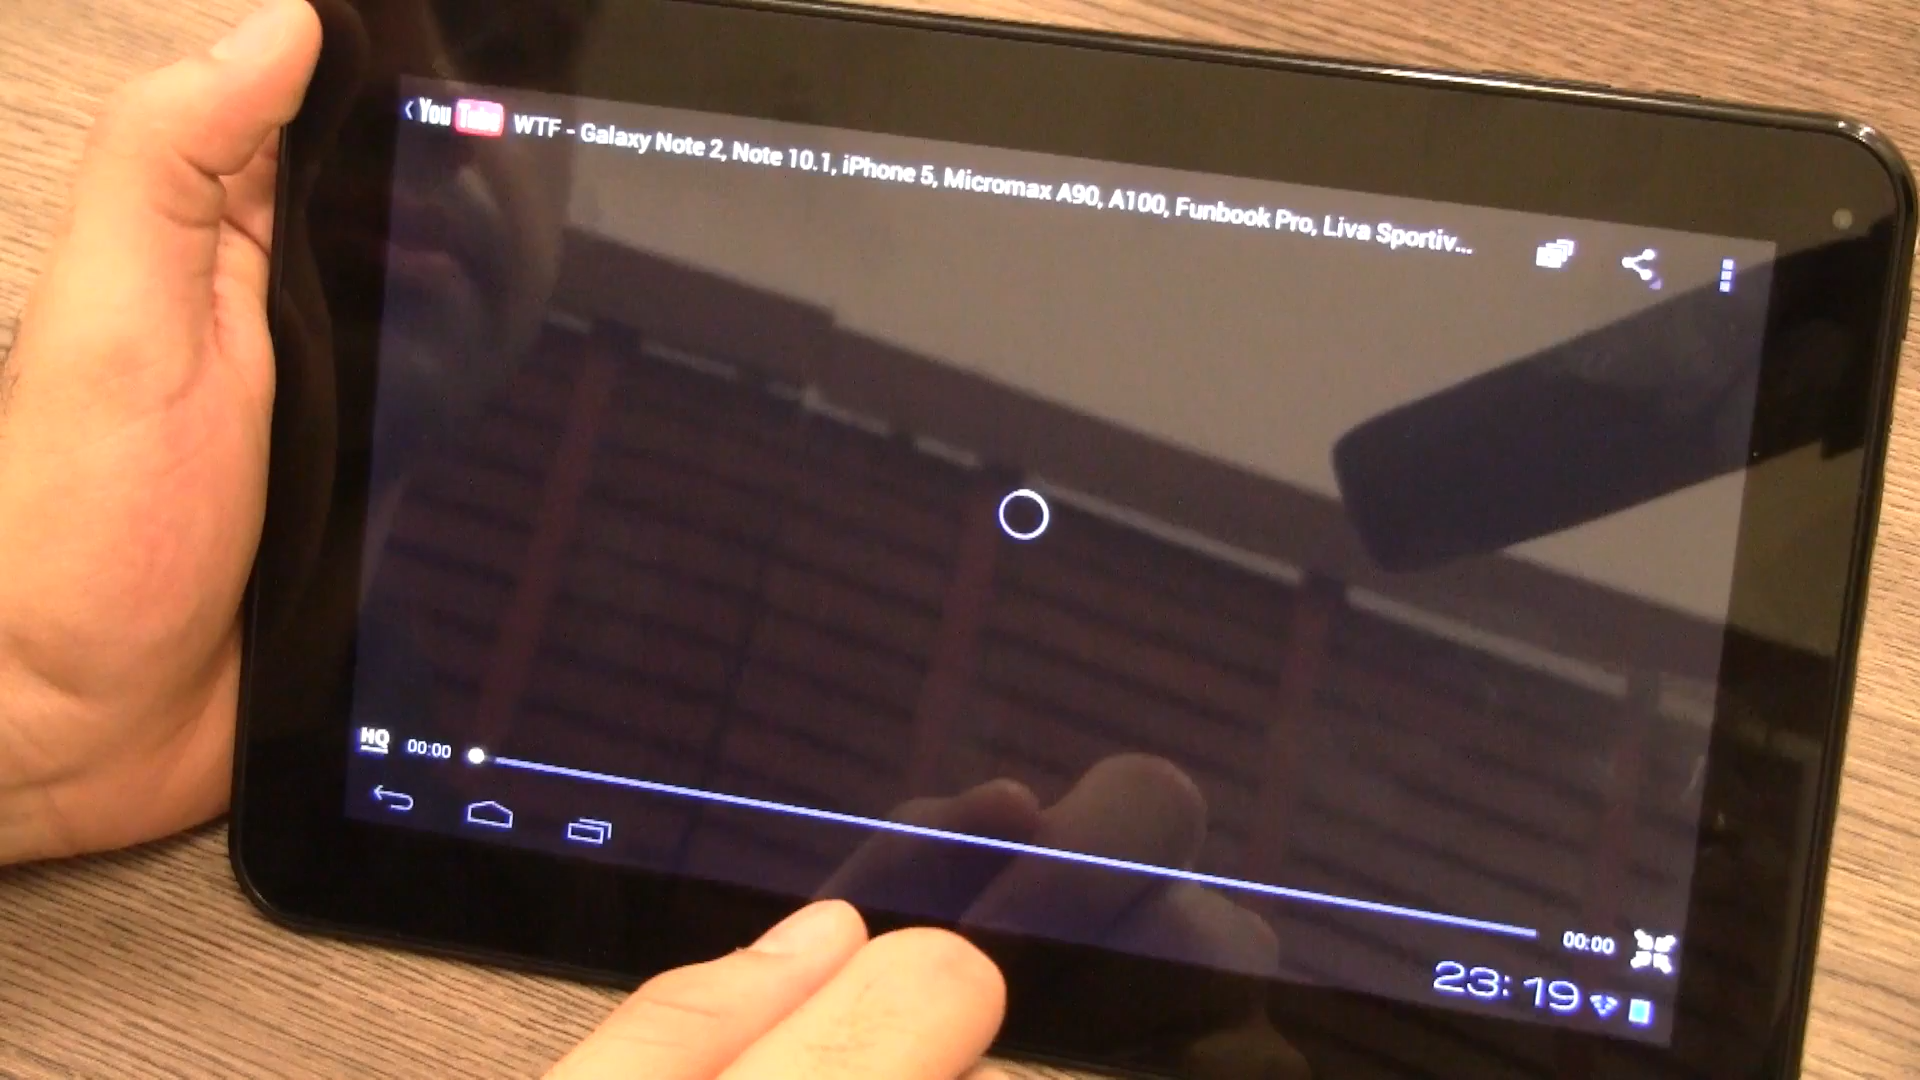 YouTube WTF - Galaxy Note 2, Note 10.1, iPhone 5, Micromax A90, A100, Funbook Pro, Liva Sportiv...
HQ 00:00 00:00
23:19